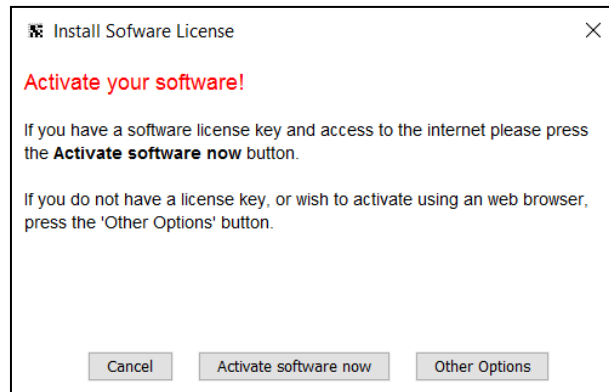 Install Sofware License
Activate your software!
If you have a software license key and access to the internet please press
the Activate software now button.
If you do not have a license key, or wish to activate using an web browser,
press the 'Other Options' button.
Cancel
Activate software now
Other Options